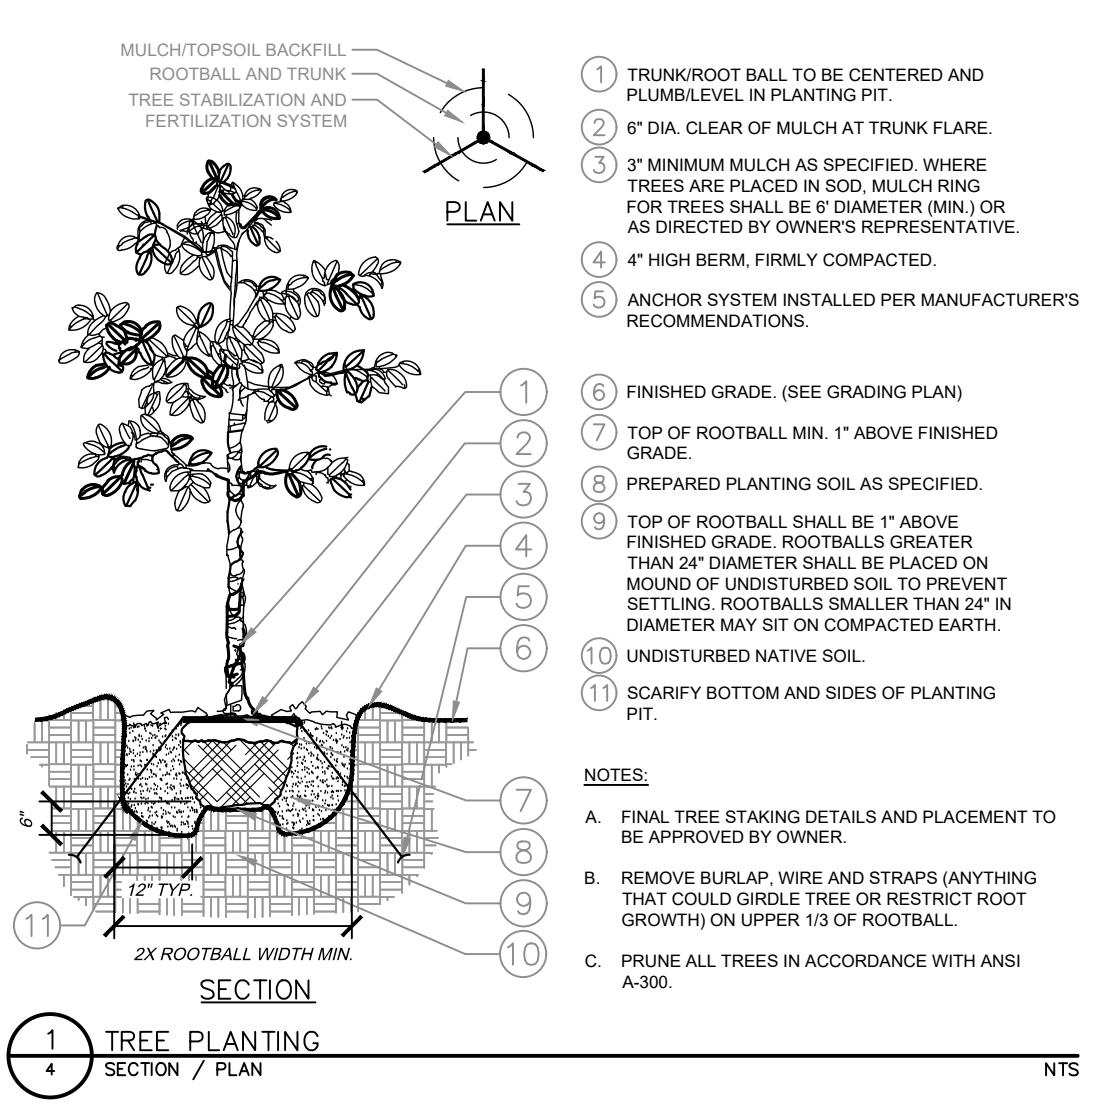 MULCH/TOPSOIL BACKFILL
ROOTBALL AND TRUNK
TREE STABILIZATION AND
FERTILIZATION SYSTEM
PLAN
1 TRUNK/ROOT BALL TO BE CENTERED AND
PLUMB/LEVEL IN PLANTING PIT.
2 6" DIA. CLEAR OF MULCH AT TRUNK FLARE.
3 3" MINIMUM MULCH AS SPECIFIED. WHERE
TREES ARE PLACED IN SOD, MULCH RING
FOR TREES SHALL BE 6' DIAMETER (MIN.) OR
AS DIRECTED BY OWNER'S REPRESENTATIVE.
4 4" HIGH BERM, FIRMLY COMPACTED.
5 ANCHOR SYSTEM INSTALLED PER MANUFACTURER'S
RECOMMENDATIONS.
6 FINISHED GRADE. (SEE GRADING PLAN)
7 TOP OF ROOTBALL MIN. 1" ABOVE FINISHED
GRADE.
8 PREPARED PLANTING SOIL AS SPECIFIED.
9 TOP OF ROOTBALL SHALL BE 1" ABOVE
FINISHED GRADE. ROOTBALLS GREATER
THAN 24" DIAMETER SHALL BE PLACED ON
MOUND OF UNDISTURBED SOIL TO PREVENT
SETTLING. ROOTBALLS SMALLER THAN 24" IN
DIAMETER MAY SIT ON COMPACTED EARTH.
10 UNDISTURBED NATIVE SOIL.
11 SCARIFY BOTTOM AND SIDES OF PLANTING
PIT.
1
2
3
4
5
6
7
8
9
10
11
6"
12" TYP.
2X ROOTBALL WIDTH MIN.
SECTION
NOTES:
A. FINAL TREE STAKING DETAILS AND PLACEMENT TO
BE APPROVED BY OWNER.
B. REMOVE BURLAP, WIRE AND STRAPS (ANYTHING
THAT COULD GIRDLE TREE OR RESTRICT ROOT
GROWTH) ON UPPER 1/3 OF ROOTBALL.
C. PRUNE ALL TREES IN ACCORDANCE WITH ANSI
A-300.
1 TREE PLANTING
4 SECTION / PLAN NTS